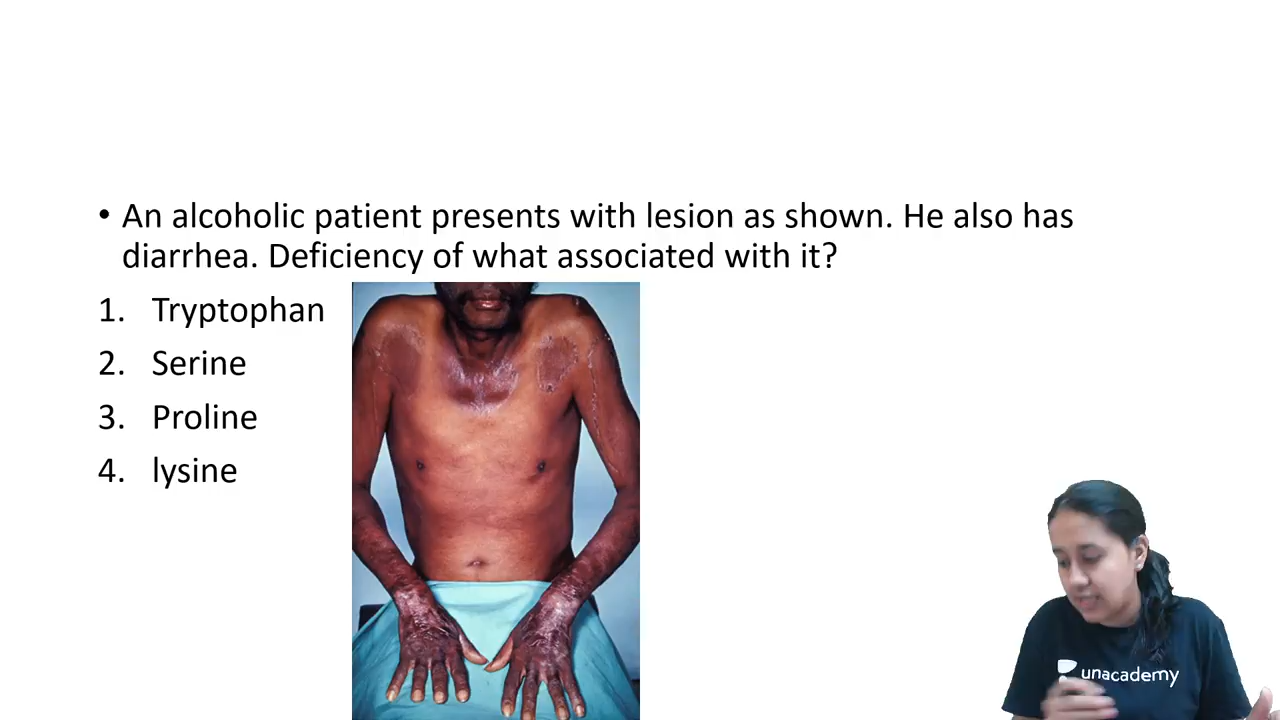 • An alcoholic patient presents with lesion as shown. He also has
diarrhea. Deficiency of what associated with it?
1. Tryptophan
2. Serine
3. Proline
4. lysine
unacademy